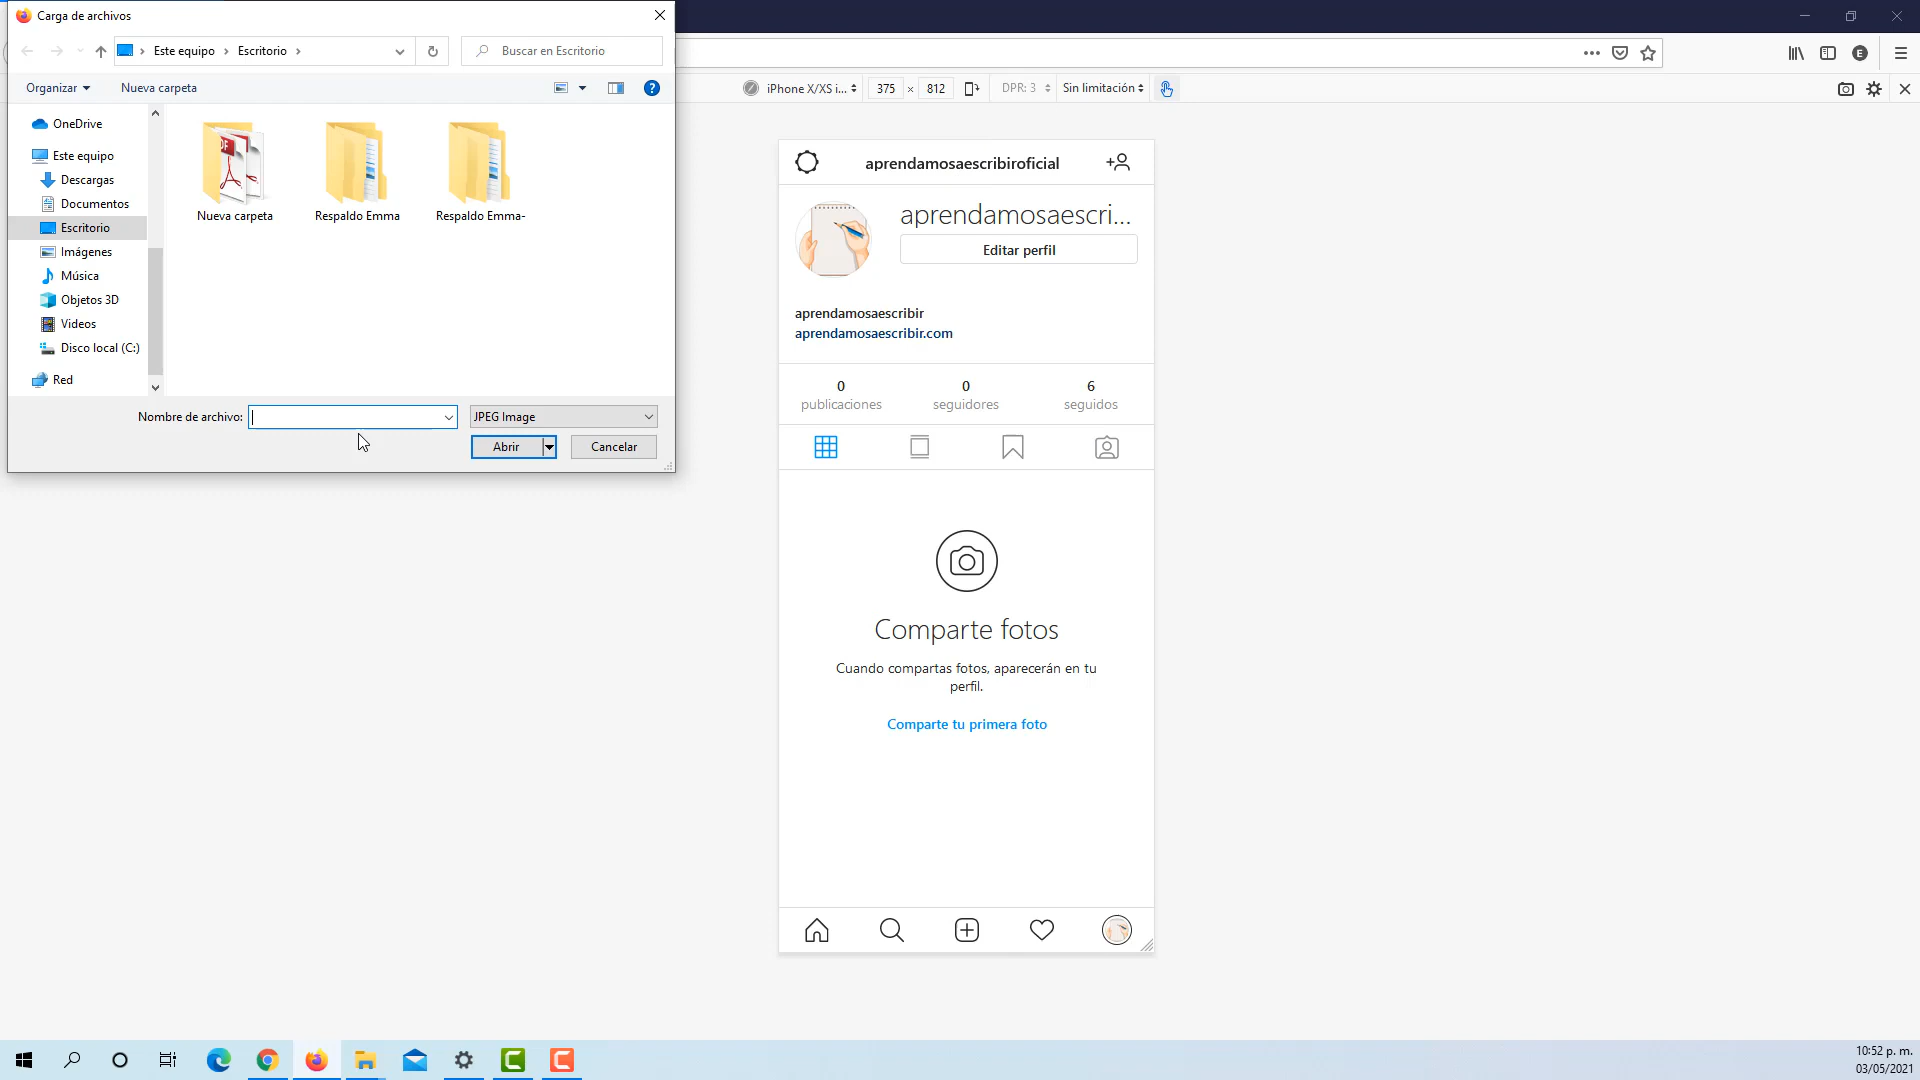 Carga de archivos
Este equipo
Escritorio
Buscar en Escritorio
Organizar
Nueva carpeta
OneDrive
Este equipo
Descargas
Documentos
Escritorio
Imágenes
Música
Objetos 3D
Videos
Disco local (C:)
Red
Nueva carpeta
Respaldo Emma
Respaldo Emma-
Nombre de archivo:
JPEG Image
Abrir
Cancelar
iPhone X/XS i...
375 × 812
DPR: 3
Sin limitación
E
aprendamosaescribiroficial
aprendamosaescri...
Editar perfil
aprendamosaescribir
aprendamosaescribir.com
0 publicaciones
0 seguidores
6 seguidos
Comparte fotos
Cuando compartas fotos, aparecerán en tu
perfil.
Comparte tu primera foto
10:52 p. m.
03/05/2021